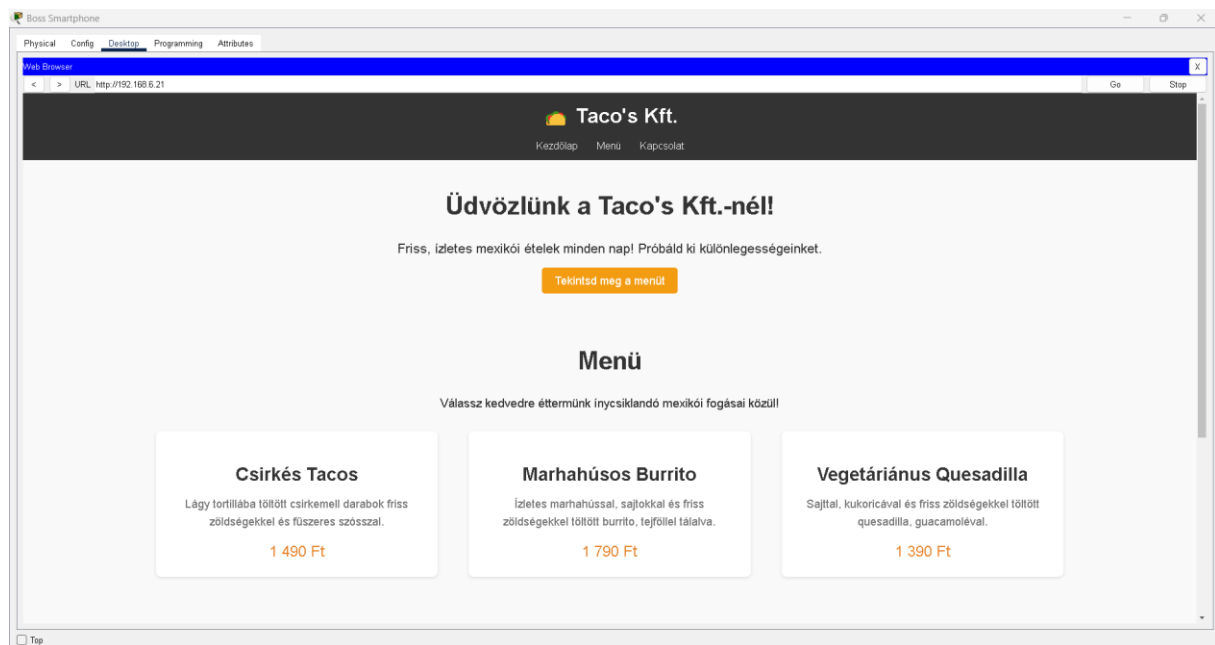 Boss Smartphone
Physical Config Desktop Programming Attributes
Web Browser
X
< > URL http://192.168.6.21 Go Stop
Taco's Kft.
Kezdőlap Menü Kapcsolat
Üdvözlünk a Taco's Kft.-nél!
Friss, ízletes mexikói ételek minden nap! Próbáld ki különlegességeinket.
Tekintsd meg a menüt
Menü
Válassz kedvedre éttermünk ínycsiklandó mexikói fogásai közül!
Csirkés Tacos
Lágy tortillába töltött csirkemell darabok friss
zöldségekkel és fűszeres szósszal.
1 490 Ft
Marhahúsos Burrito
Ízletes marhahússal, sajtokkal és friss
zöldségekkel töltött burrito, tejföllel tálalva.
1 790 Ft
Vegetáriánus Quesadilla
Sajttal, kukoricával és friss zöldségekkel töltött
quesadilla, guacamoléval.
1 390 Ft
Top